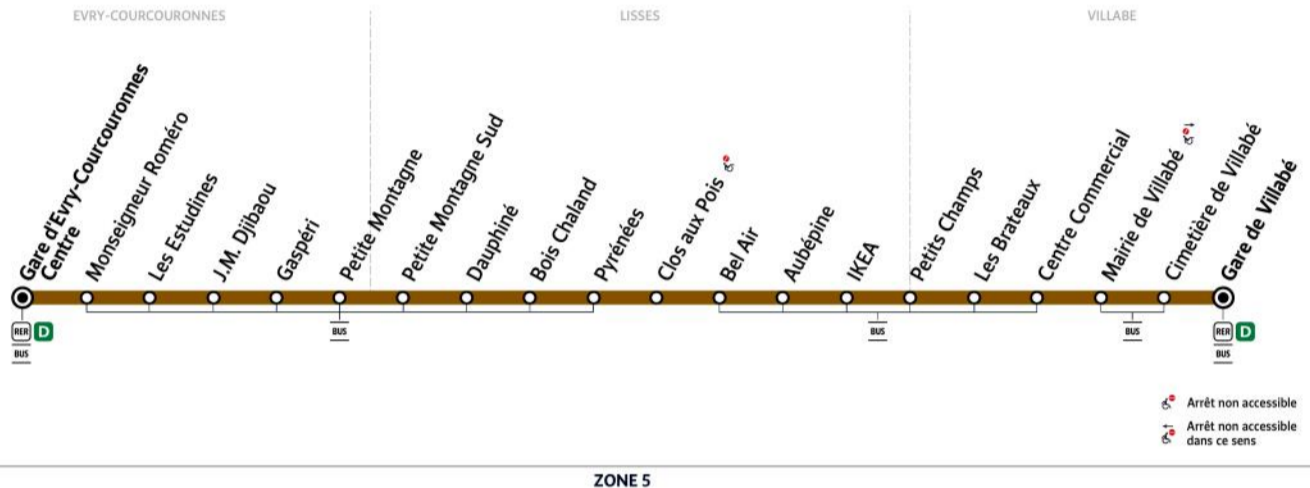 EVRY-COURCOURONNES
LISSES
VILLABE
Gare d'Evry-Courcouronnes
Centre
Monseigneur Roméro
Les Estudines
J.M. Djibaou
Gaspéri
Petite Montagne
Petite Montagne Sud
Dauphiné
Bois Chaland
Pyrénées
Clos aux Pois
Bel Air
Aubépine
IKEA
Petits Champs
Les Brateaux
Centre Commercial
Mairie de Villabé
Cimetière de Villabé
Gare de Villabé
RER D
BUS
BUS
BUS
BUS
RER D
BUS
Arrêt non accessible
Arrêt non accessible
dans ce sens
ZONE 5